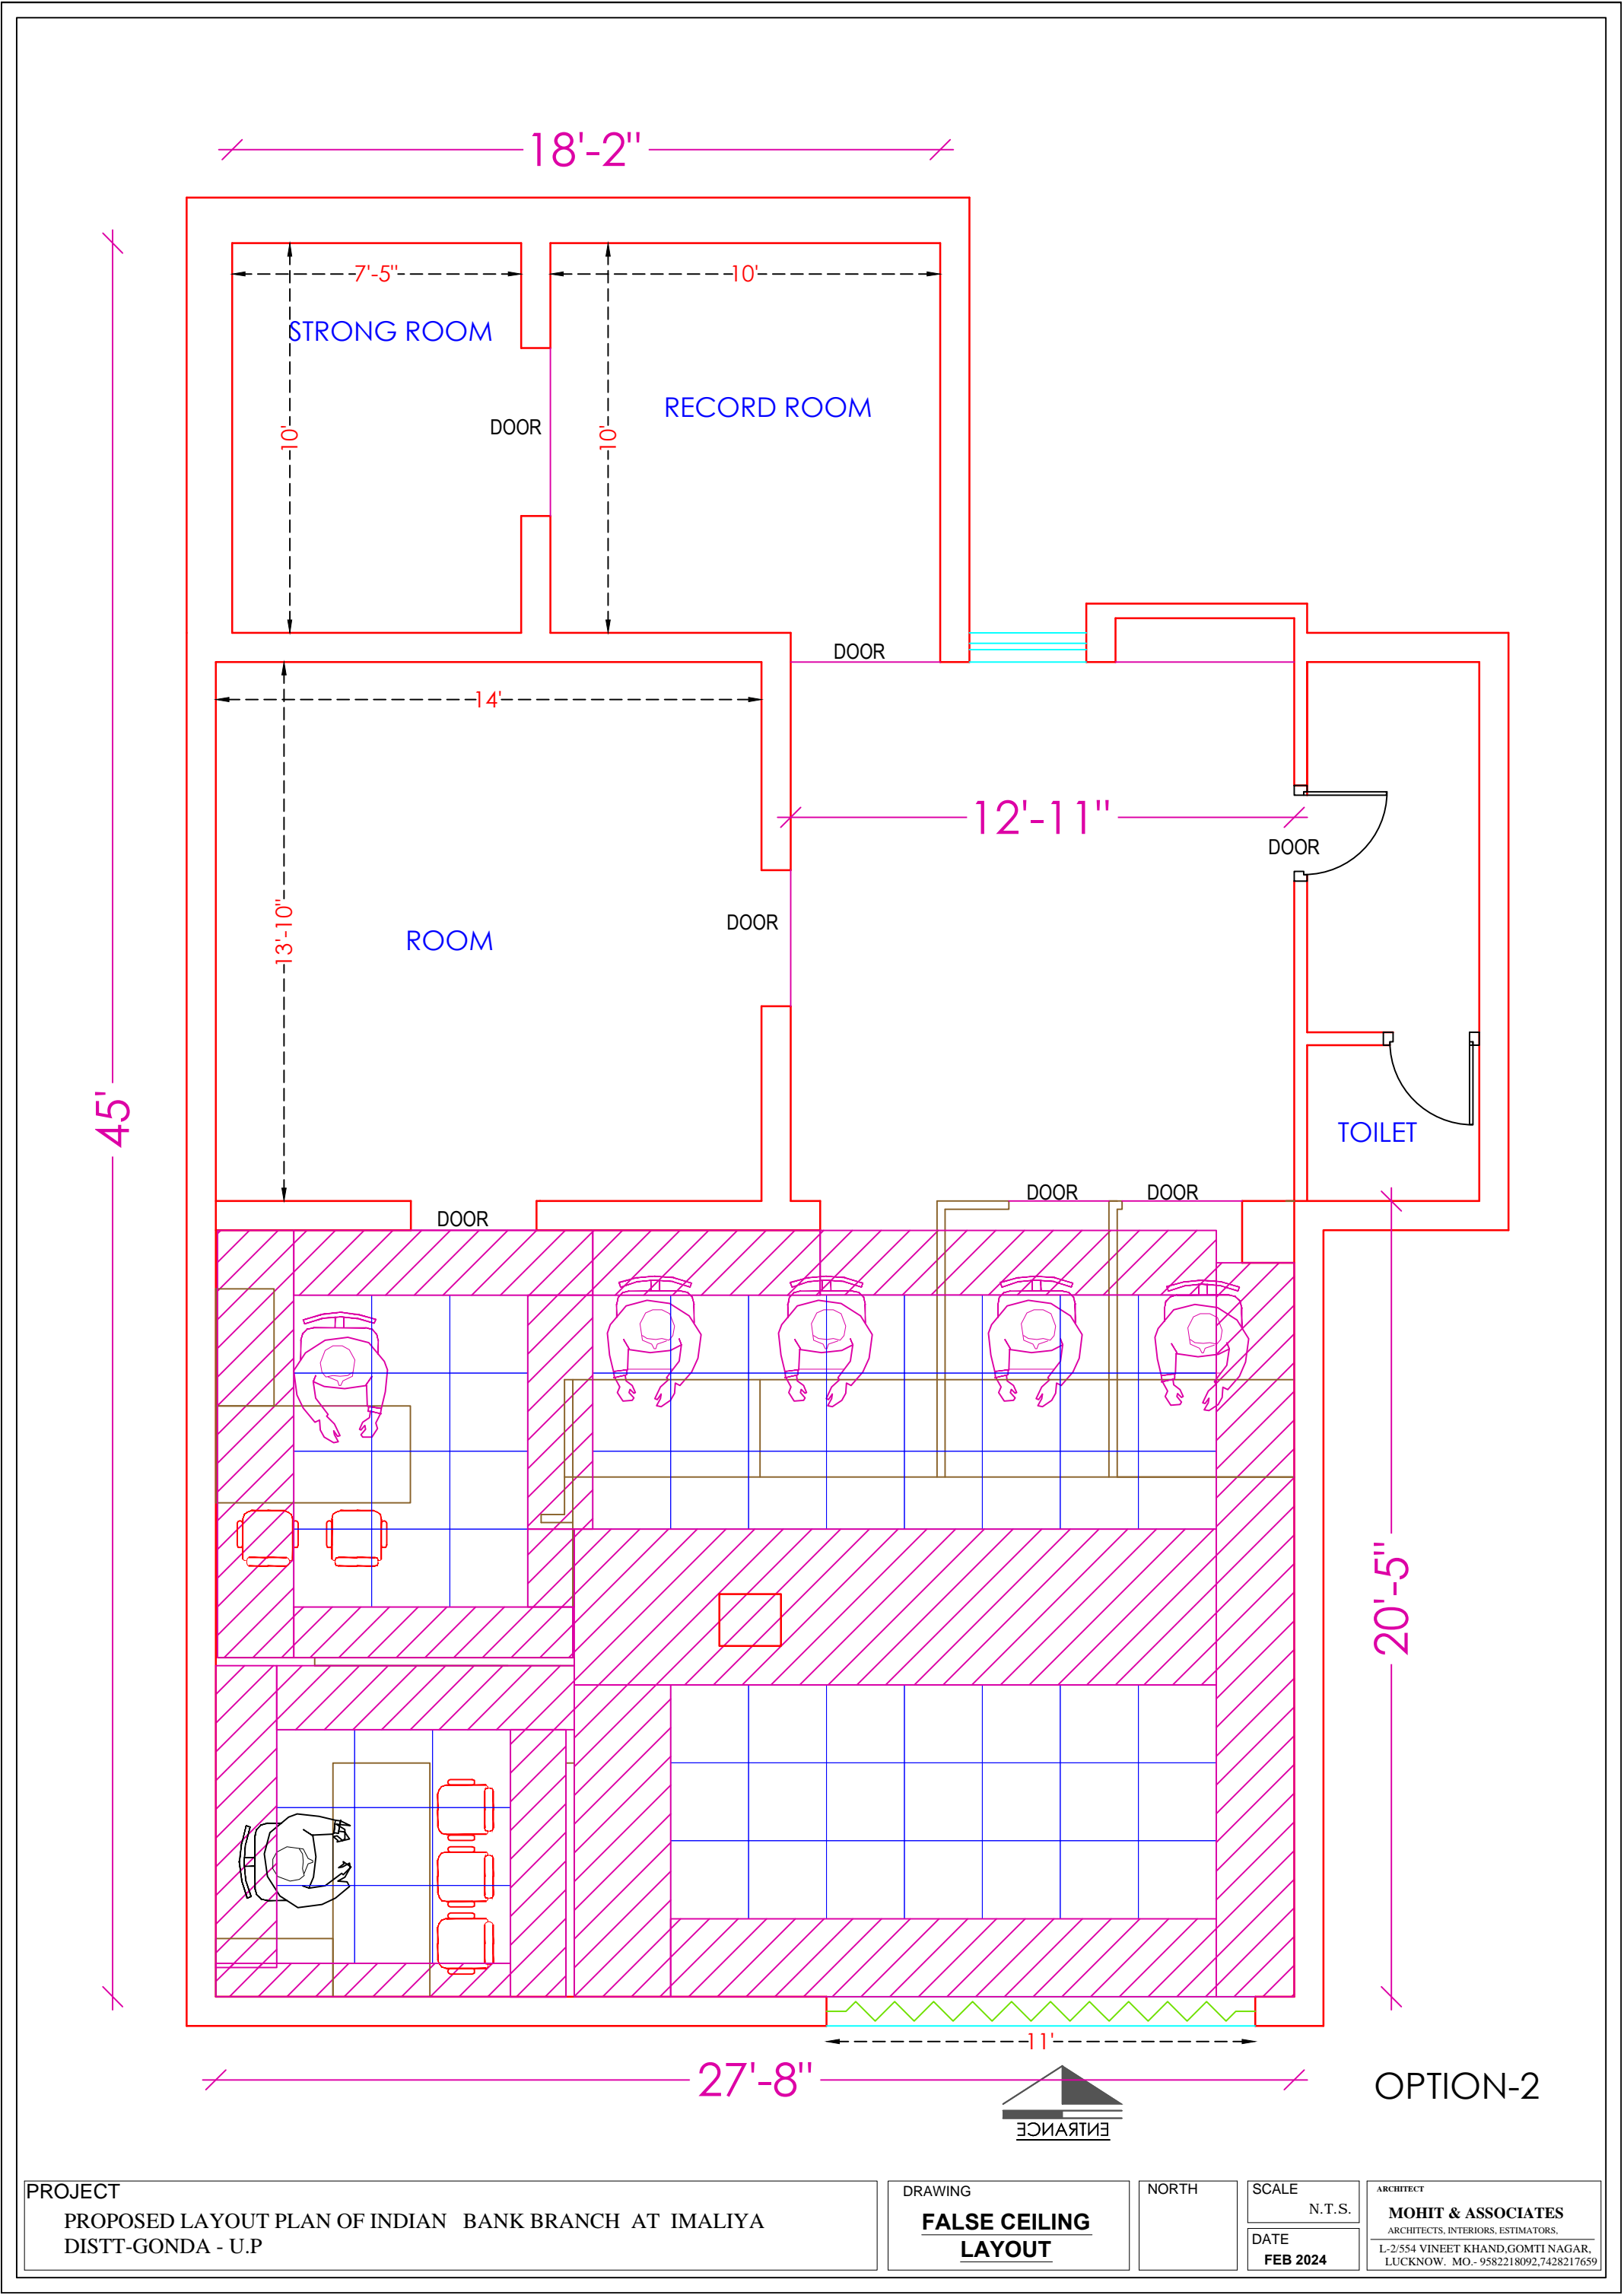 18'-2"
7'-5"
10'
STRONG ROOM
RECORD ROOM
DOOR
10'
10'
DOOR
14'
12'-11"
DOOR
13'-10"
DOOR
ROOM
45'
TOILET
DOOR
DOOR
DOOR
20'-5"
11'
27'-8"
OPTION-2
ENTRANCE
PROJECT
PROPOSED LAYOUT PLAN OF INDIAN BANK BRANCH AT IMALIYA
DISTT-GONDA - U.P
DRAWING
FALSE CEILING
LAYOUT
NORTH
SCALE
N.T.S.
DATE
FEB 2024
ARCHITECT
MOHIT & ASSOCIATES
ARCHITECTS, INTERIORS, ESTIMATORS,
L-2/554 VINEET KHAND,GOMTI NAGAR,
LUCKNOW. MO.- 9582218092,7428217659